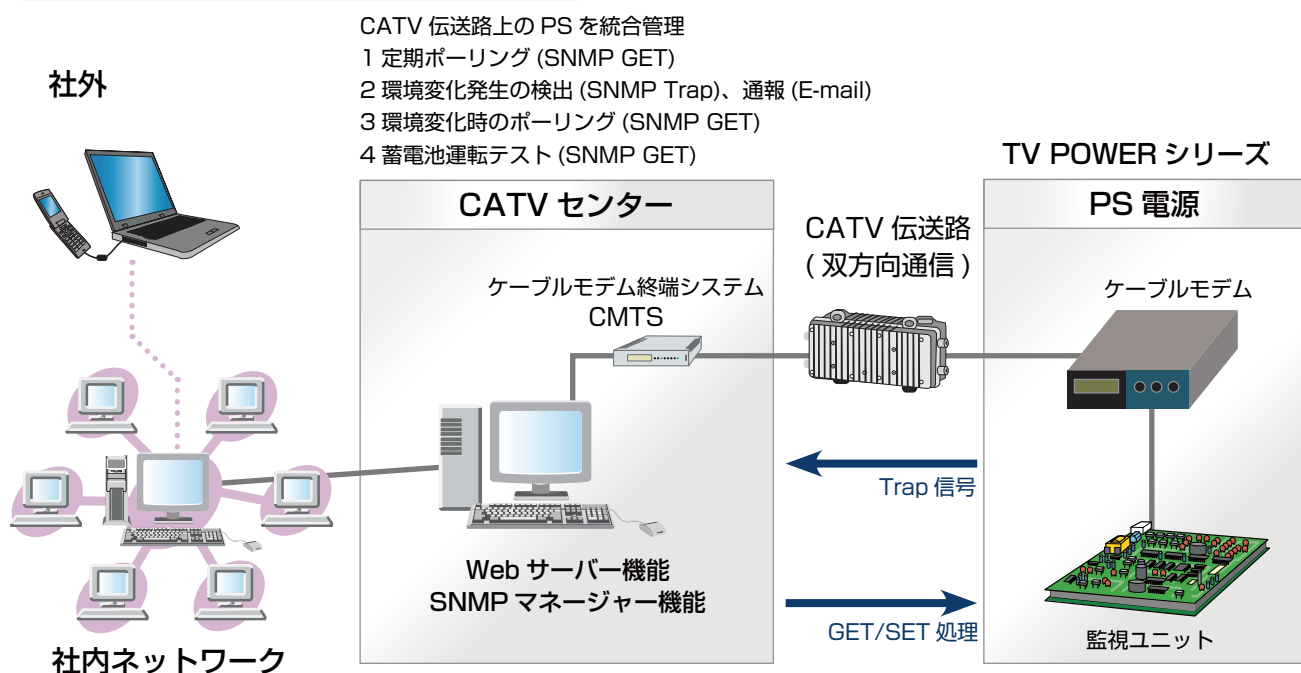 CATV 伝送路上の PS を統合管理
1 定期ポーリング (SNMP GET)
2 環境変化発生の検出 (SNMP Trap)、通報 (E-mail)
3 環境変化時のポーリング (SNMP GET)
4 蓄電池運転テスト (SNMP GET)
社外
社内ネットワーク
CATV センター
ケーブルモデム終端システム
CMTS
Web サーバー機能
SNMP マネージャー機能
CATV 伝送路
( 双方向通信 )
Trap 信号
GET/SET 処理
TV POWER シリーズ
PS 電源
ケーブルモデム
監視ユニット